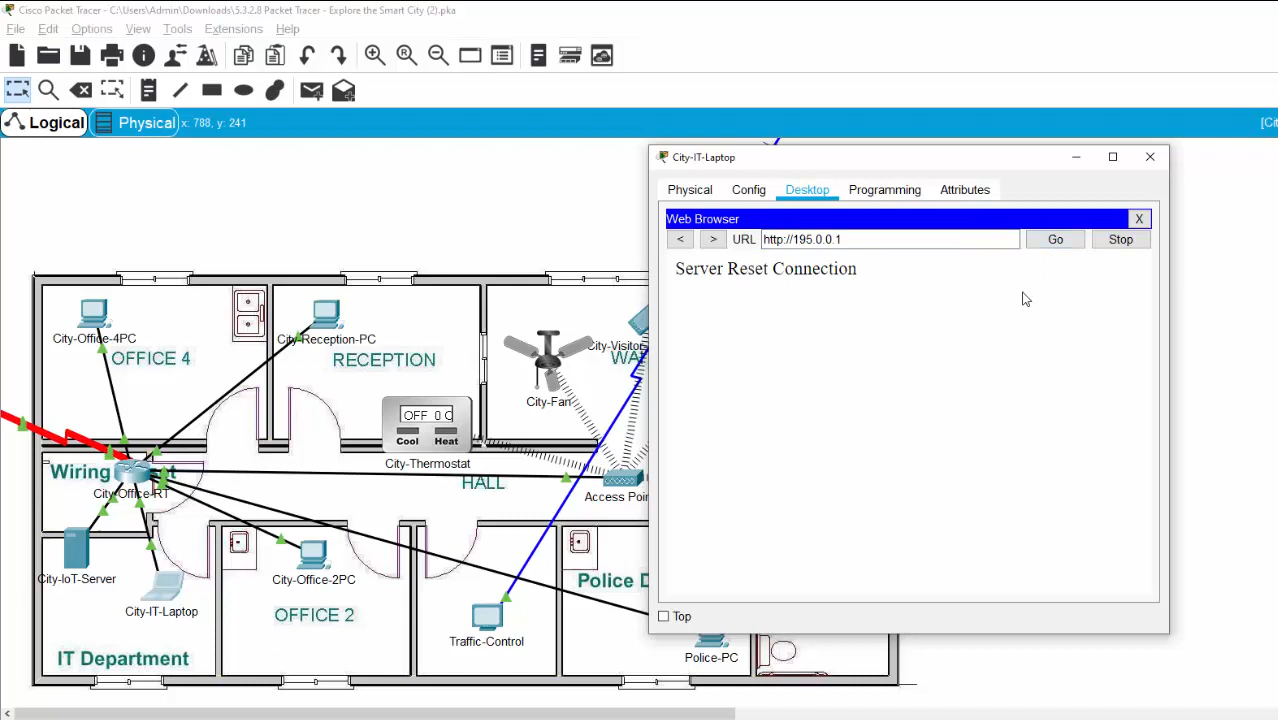 Cisco Packet Tracer - C:\Users\Admin\Downloads\5.3.2.8 Packet Tracer - Explore the Smart City (2).pka
File Edit Options View Tools Extensions Help
Logical Physical x: 788, y: 241 [Cit
City-IT-Laptop
Physical Config Desktop Programming Attributes
Web Browser X
< > URL http://195.0.0.1 Go Stop
Server Reset Connection
City-Office-4PC
OFFICE 4
City-Reception-PC
RECEPTION
City-Visitor
WA
City-Fan
OFF 0 C
Cool Heat
City-Thermostat
Wiring et
City-Office-RT
HALL
Access Poin
City-IoT-Server
City-IT-Laptop
IT Department
City-Office-2PC
OFFICE 2
Traffic-Control
Police D
Police-PC
Top